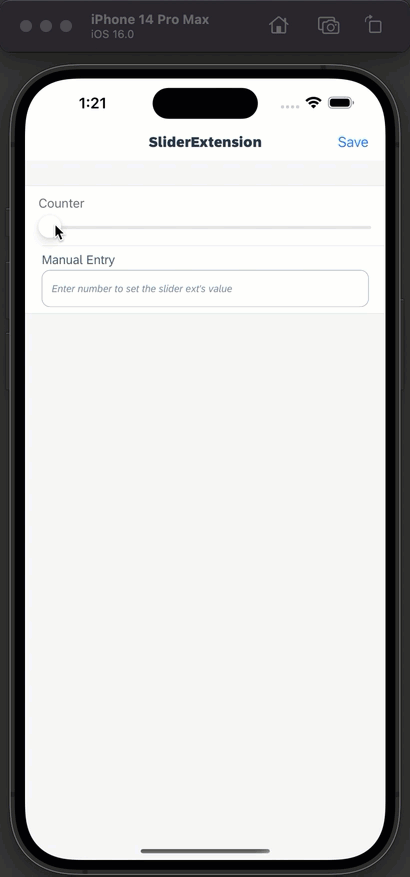 iPhone 14 Pro Max
iOS 16.0
1:21
SliderExtension
Save
Counter
Manual Entry
Enter number to set the slider ext's value